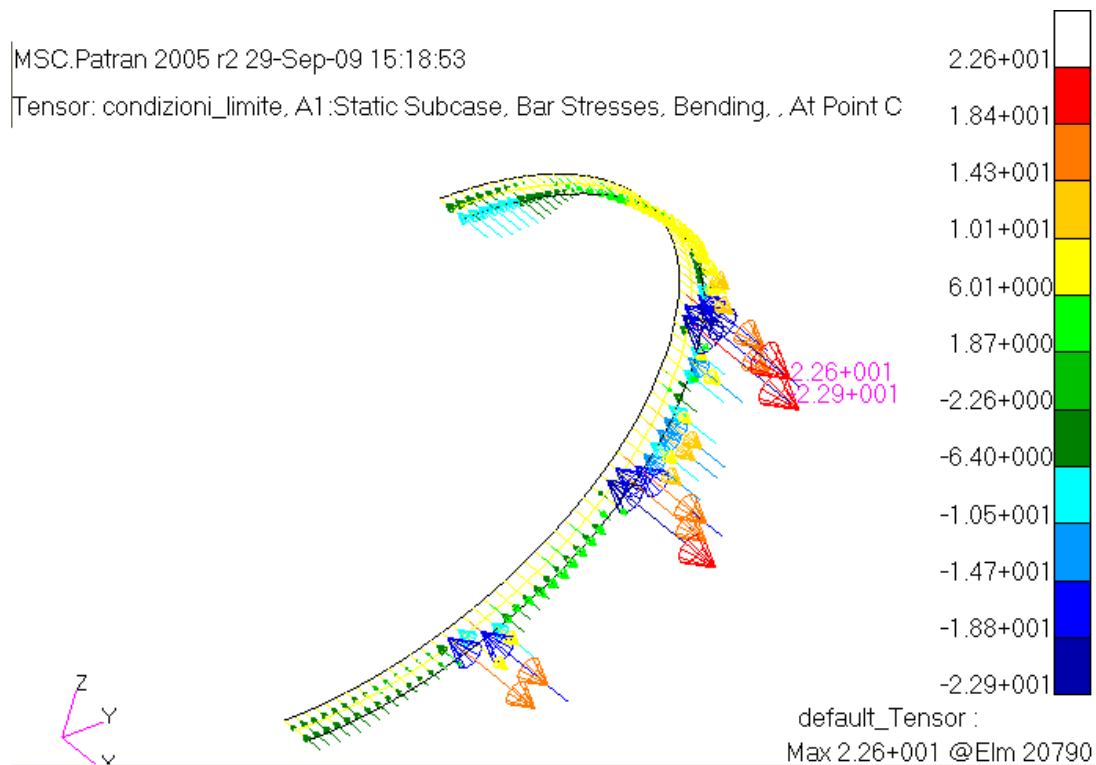 MSC.Patran 2005 r2 29-Sep-09 15:18:53
Tensor: condizioni_limite, A1:Static Subcase, Bar Stresses, Bending, , At Point C
2.26+001
1.84+001
1.43+001
1.01+001
6.01+000
1.87+000
-2.26+000
-6.40+000
-1.05+001
-1.47+001
-1.88+001
-2.29+001
2.26+001
2.29+001
Z
Y
default_Tensor :
Max 2.26+001 @Elm 20790